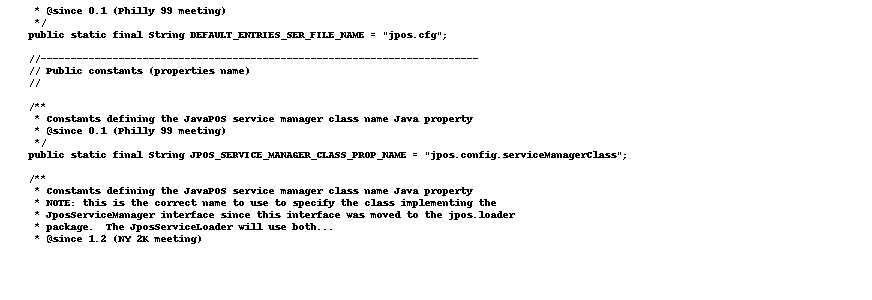 * @since 0.1 (Philly 99 meeting)
*/
public static final String DEFAULT_ENTRIES_SER_FILE_NAME = "jpos.cfg";
//-------------------------------------------------------------------------
// Public constants (properties name)
//
/**
* Constants defining the JavaPOS service manager class name Java property
* @since 0.1 (Philly 99 meeting)
*/
public static final String JPOS_SERVICE_MANAGER_CLASS_PROP_NAME = "jpos.config.serviceManagerClass";
/**
* Constants defining the JavaPOS service manager class name Java property
* NOTE: this is the correct name to use to specify the class implementing the
* JposServiceManager interface since this interface was moved to the jpos.loader
* package.  The JposServiceLoader will use both...
* @since 1.2 (NY 2K meeting)